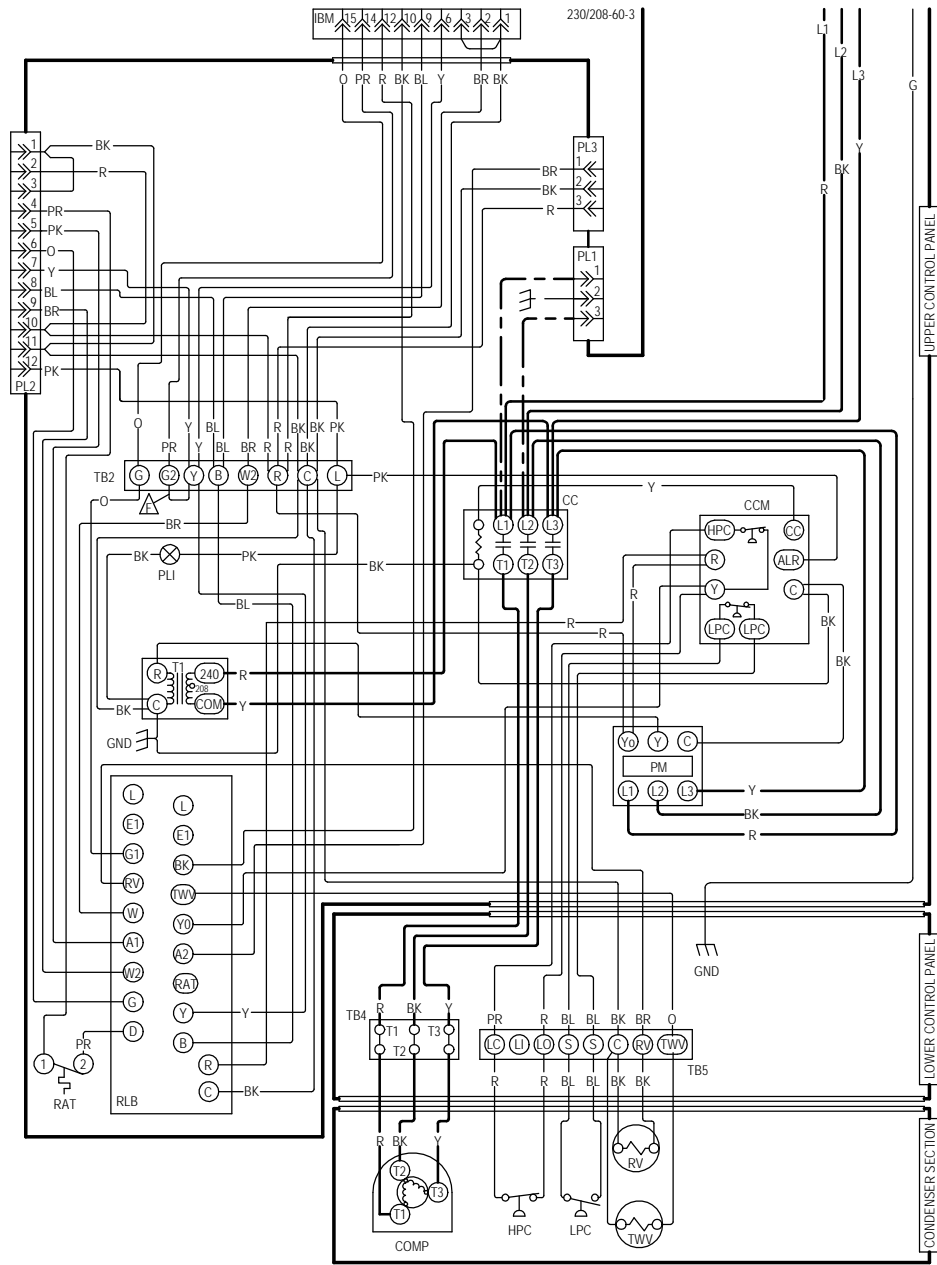 IBM 15 14 12 10 9 6 3 2 1
230/208-60-3
O PR R BK BL Y BR BK
L1
L2
L3
G
PL2
1
2
3
4
5
6
7
8
9
10
11
12
BK
R
PR
PK
O
Y
BL
BR
PK
PL3
1
2
3
BR
BK
R
PL1
1
2
3
R
BK
Y
UPPER CONTROL PANEL
O PR Y Y BL BL BR R R R BK BK BK PK
TB2 G G2 Y B W2 R C L
PK
O
F
BR
BK PLI PK
BL
BK
CC
L1 L2 L3
T1 T2 T3
Y
CCM
HPC CC
R ALR
Y C
LPC LPC
R
R
R
BK
BK
T1
R 240 R
208
C COM Y
BK
GND
Yo Y C
PM
L1 L2 L3
Y
BK
R
L
L
E1
E1
G1
BK
RV
TWV
W
Y0
A1
A2
W2
RAT
G
Y Y
D
B
R
C BK
RLB
PR
1 2
RAT
GND
LOWER CONTROL PANEL
R BK Y
TB4
T1 T3
T2
PR R BL BL BK BR O
LC LI LO S S C RV TWV
TB5
R R BL BL BK BK
R BK Y
T2
T3
T1
COMP
HPC
LPC
RV
TWV
CONDENSER SECTION